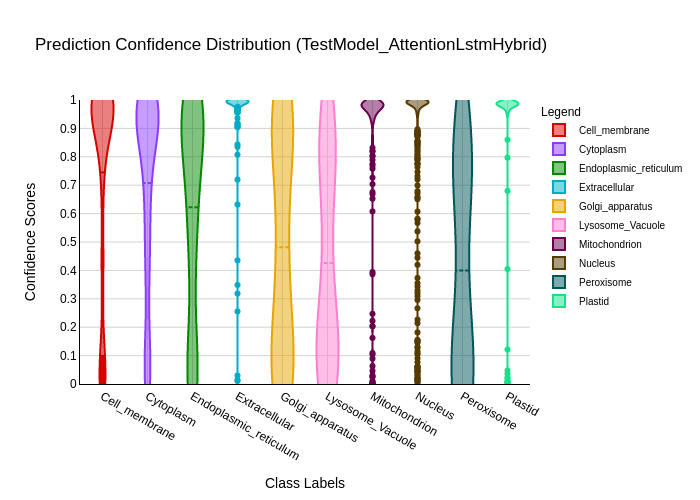 Prediction Confidence Distribution (TestModel_AttentionLstmHybrid)
Legend
Cell_membrane
Cytoplasm
Endoplasmic_reticulum
Extracellular
Golgi_apparatus
Lysosome_Vacuole
Mitochondrion
Nucleus
Peroxisome
Plastid
Confidence Scores
1
0.9
0.8
0.7
0.6
0.5
0.4
0.3
0.2
0.1
0
Cell_membrane
Cytoplasm
Endoplasmic_reticulum
Extracellular
Golgi_apparatus
Lysosome_Vacuole
Mitochondrion
Nucleus
Peroxisome
Plastid
Class Labels